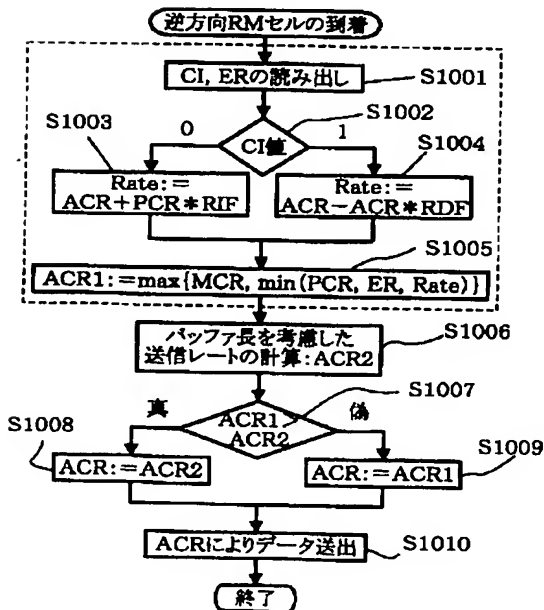 逆方向RMセルの到着
CI, ERの読み出し
S1001
S1002
S1003
0
CI値
1
S1004
Rate:=
ACR+PCR*RIF
Rate:=
ACR−ACR*RDF
S1005
ACR1:=max{MCR, min(PCR, ER, Rate)}
バッファ長を考慮した
送信レートの計算:ACR2
S1006
S1007
真
ACR1>
ACR2
偽
S1008
ACR:=ACR2
ACR:=ACR1
S1009
ACRによりデータ送出
S1010
終了